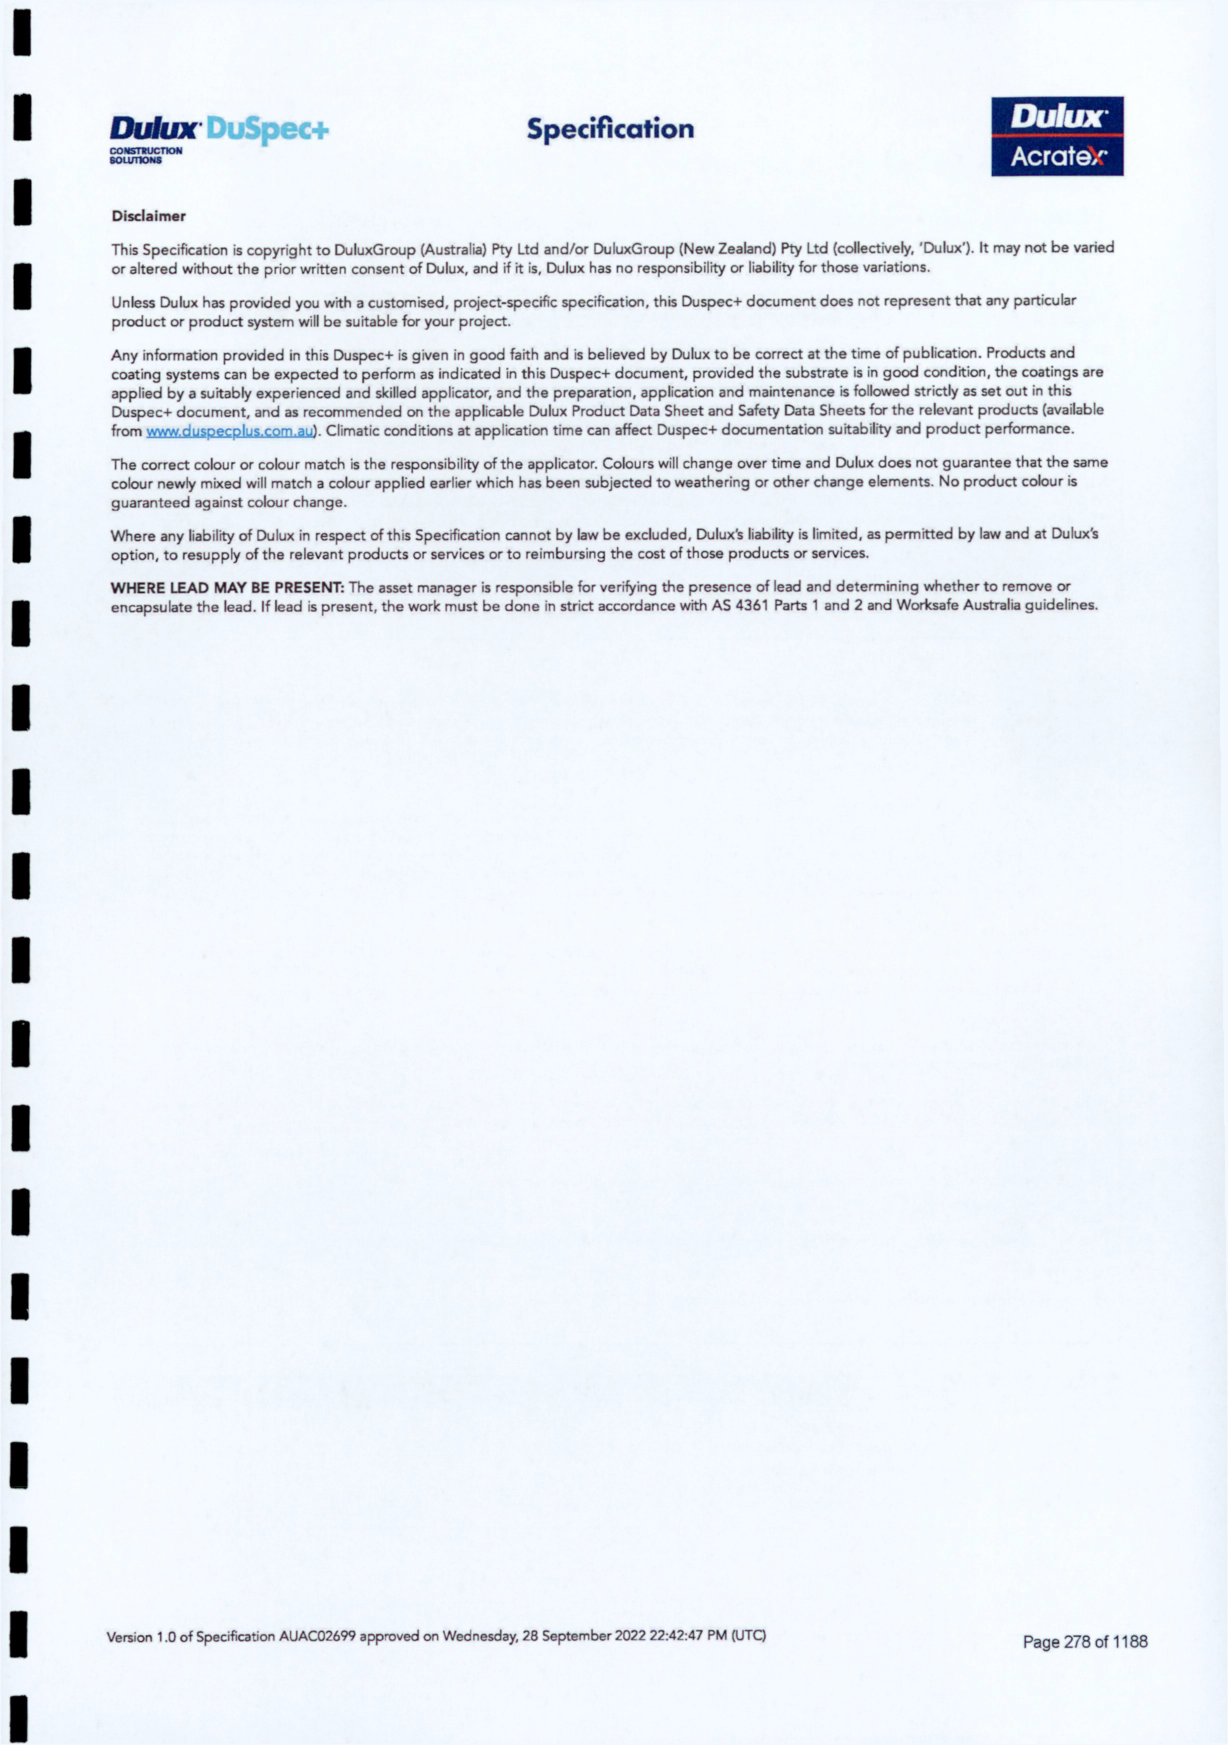 Dulux DuSpec+
CONSTRUCTION
SOLUTIONS
Specification
Dulux
Acratex
Disclaimer
This Specification is copyright to DuluxGroup (Australia) Pty Ltd and/or DuluxGroup (New Zealand) Pty Ltd (collectively, 'Dulux'). It may not be varied
or altered without the prior written consent of Dulux, and if it is, Dulux has no responsibility or liability for those variations.
Unless Dulux has provided you with a customised, project-specific specification, this Duspec+ document does not represent that any particular
product or product system will be suitable for your project.
Any information provided in this Duspec+ is given in good faith and is believed by Dulux to be correct at the time of publication. Products and
coating systems can be expected to perform as indicated in this Duspec+ document, provided the substrate is in good condition, the coatings are
applied by a suitably experienced and skilled applicator, and the preparation, application and maintenance is followed strictly as set out in this
Duspec+ document, and as recommended on the applicable Dulux Product Data Sheet and Safety Data Sheets for the relevant products (available
from www.duspecplus.com.au). Climatic conditions at application time can affect Duspec+ documentation suitability and product performance.
The correct colour or colour match is the responsibility of the applicator. Colours will change over time and Dulux does not guarantee that the same
colour newly mixed will match a colour applied earlier which has been subjected to weathering or other change elements. No product colour is
guaranteed against colour change.
Where any liability of Dulux in respect of this Specification cannot by law be excluded, Dulux's liability is limited, as permitted by law and at Dulux's
option, to resupply of the relevant products or services or to reimbursing the cost of those products or services.
WHERE LEAD MAY BE PRESENT: The asset manager is responsible for verifying the presence of lead and determining whether to remove or
encapsulate the lead. If lead is present, the work must be done in strict accordance with AS 4361 Parts 1 and 2 and Worksafe Australia guidelines.
Version 1.0 of Specification AUAC02699 approved on Wednesday, 28 September 2022 22:42:47 PM (UTC)
Page 278 of 1188